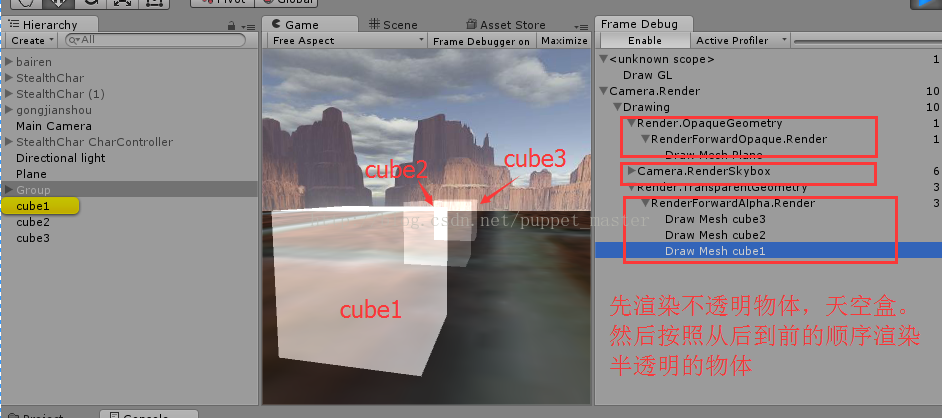 Pivot
Global
Hierarchy
Create
All
bairen
StealthChar
StealthChar (1)
gongjianshou
Main Camera
StealthChar CharController
Directional light
Plane
Group
cube1
cube2
cube3
Game
Scene
Asset Store
Free Aspect
Frame Debugger on
Maximize
cube2
cube3
cube1
csdn.net/puppet_master
Frame Debug
Enable
Active Profiler
<unknown scope> 1
Draw GL
Camera.Render 10
Drawing 10
Render.OpaqueGeometry 1
RenderForwardOpaque.Render 1
Draw Mesh Plane
Camera.RenderSkybox 6
Render.TransparentGeometry 3
RenderForwardAlpha.Render 3
Draw Mesh cube3
Draw Mesh cube2
Draw Mesh cube1
先渲染不透明物体，天空盒。
然后按照从后到前的顺序渲染
半透明的物体
Project
Console